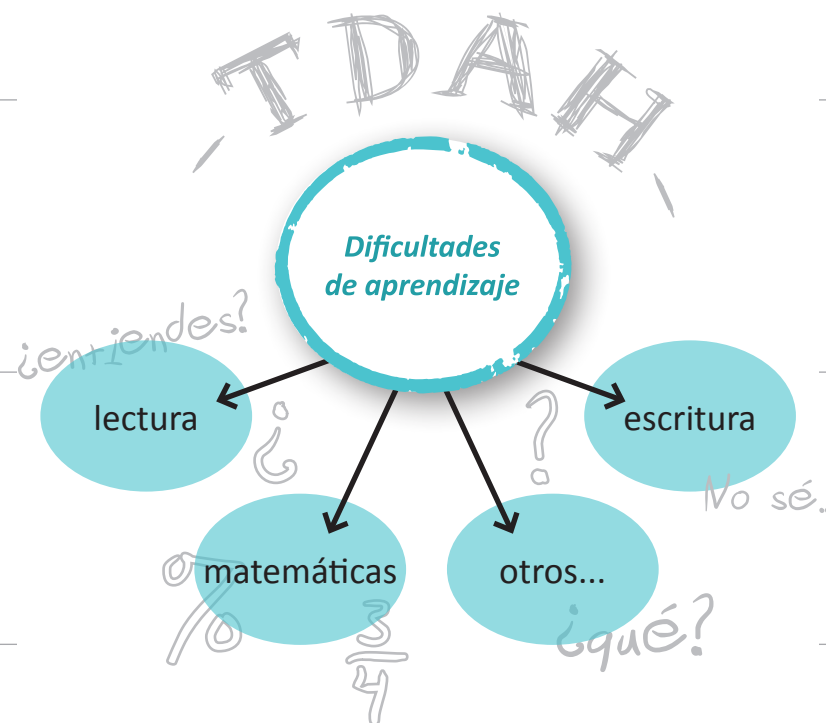 - TDAH -
Dificultades
de aprendizaje
¿entiendes?
lectura
¿
?
escritura
No sé..
matemáticas
otros...
%
3/4
¿qué?